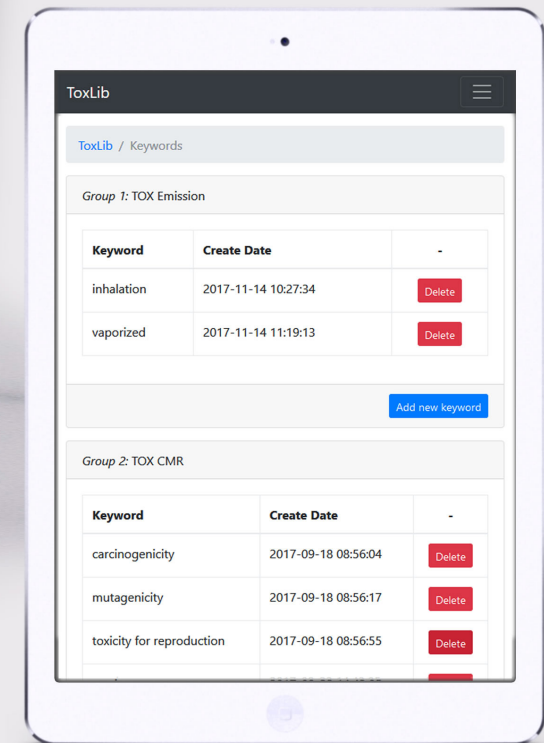 ToxLib
ToxLib / Keywords
Group 1: TOX Emission
Keyword Create Date -
inhalation 2017-11-14 10:27:34 Delete
vaporized 2017-11-14 11:19:13 Delete
Add new keyword
Group 2: TOX CMR
Keyword Create Date -
carcinogenicity 2017-09-18 08:56:04 Delete
mutagenicity 2017-09-18 08:56:17 Delete
toxicity for reproduction 2017-09-18 08:56:55 Delete